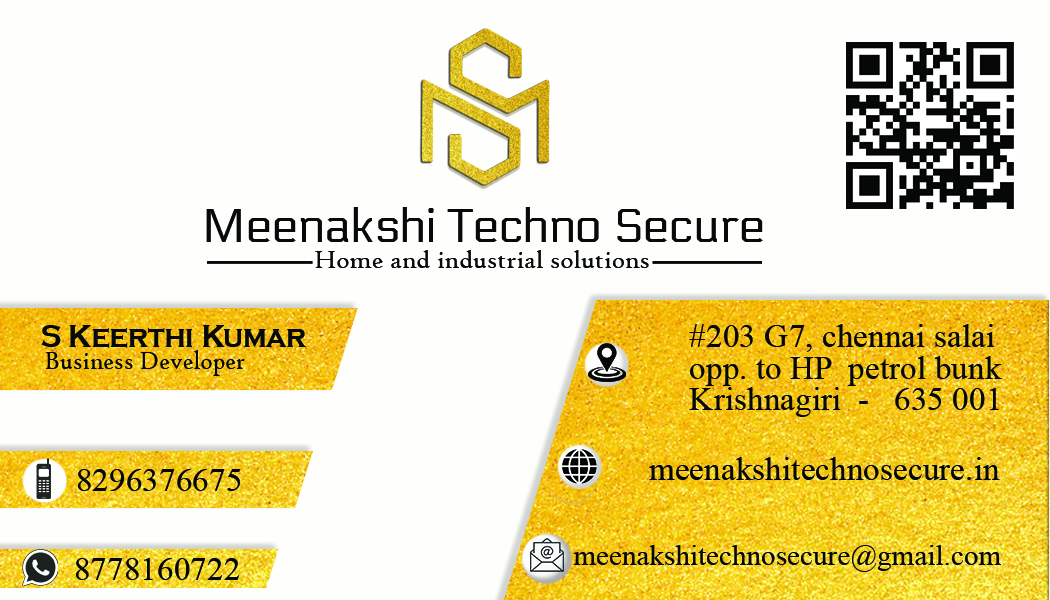 Meenakshi Techno Secure
Home and industrial solutions
S KEERTHI KUMAR
Business Developer
8296376675
8778160722
#203 G7, chennai salai
opp. to HP petrol bunk
Krishnagiri - 635 001
meenakshitechnosecure.in
meenakshitechnosecure@gmail.com